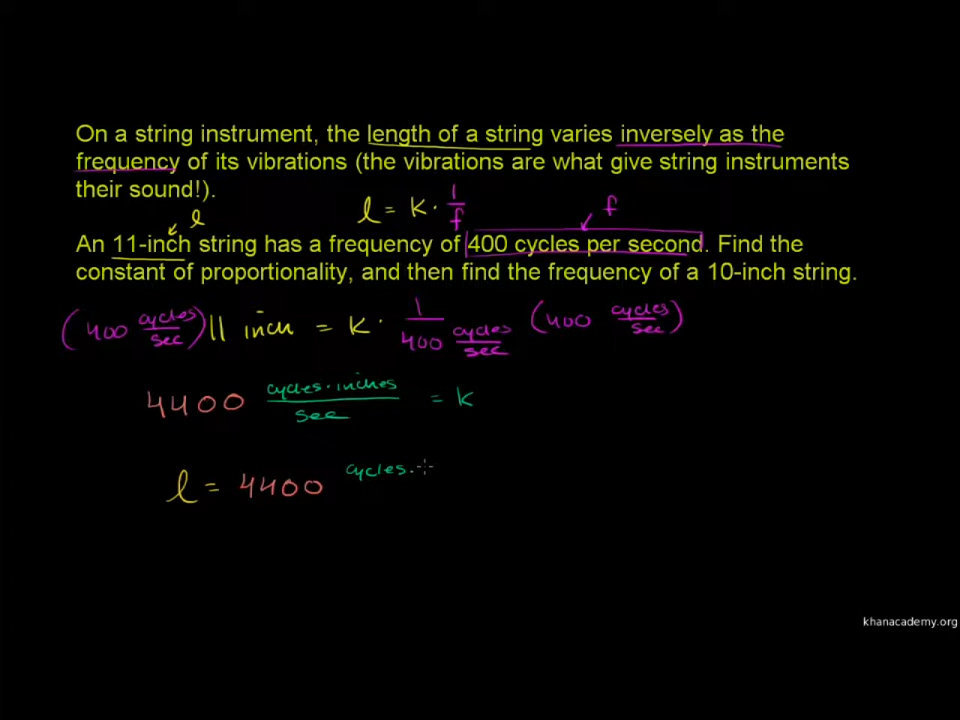 On a string instrument, the length of a string varies inversely as the
frequency of its vibrations (the vibrations are what give string instruments
their sound!).
l = k · 1/f
l
f
An 11-inch string has a frequency of 400 cycles per second. Find the
constant of proportionality, and then find the frequency of a 10-inch string.
(400 cycles/sec) 11 inch = k · 1/(400 cycles/sec) (400 cycles/sec)
4400 cycles·inches/sec = k
l = 4400 cycles·
khanacademy.org